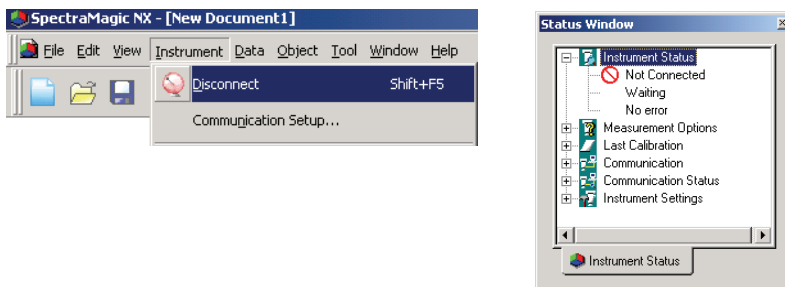 SpectraMagic NX - [New Document1]
File Edit View Instrument Data Object Tool Window Help
Disconnect Shift+F5
Communication Setup...
Status Window
Instrument Status
Not Connected
Waiting
No error
Measurement Options
Last Calibration
Communication
Communication Status
Instrument Settings
Instrument Status